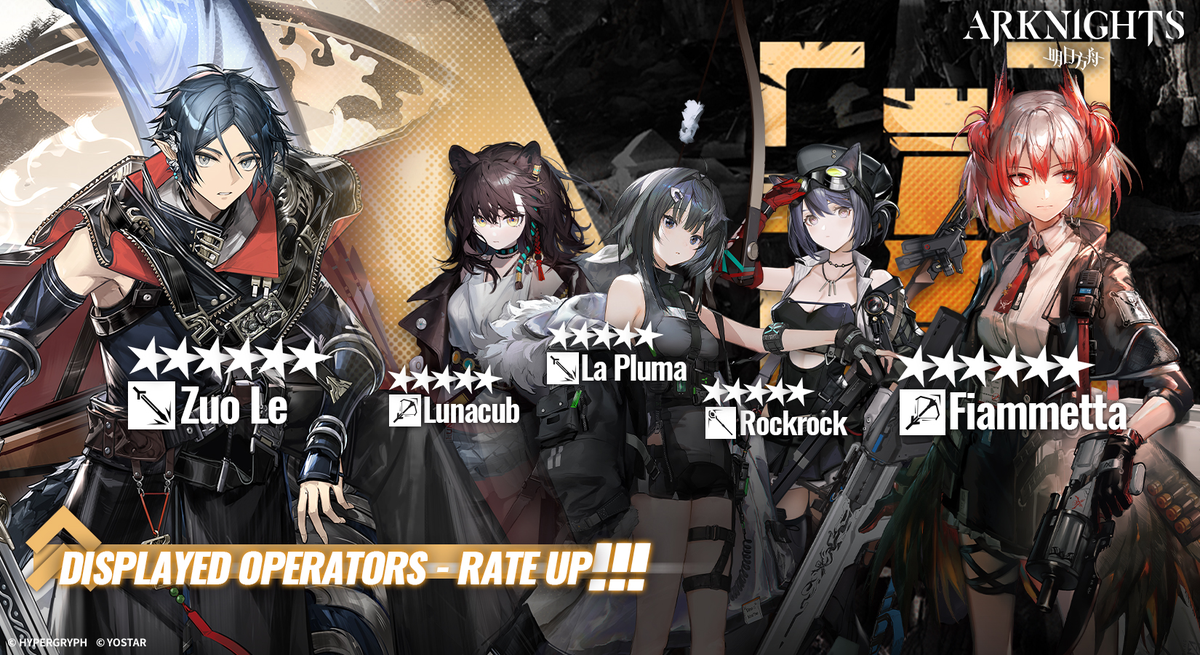 ARKNIGHTS
明日方舟
★★★★★★
Zuo Le
★★★★★
Lunacub
★★★★★
La Pluma
★★★★★
Rockrock
★★★★★★
Fiammetta
DISPLAYED OPERATORS - RATE UP!!!
© HYPERGRYPH © YOSTAR